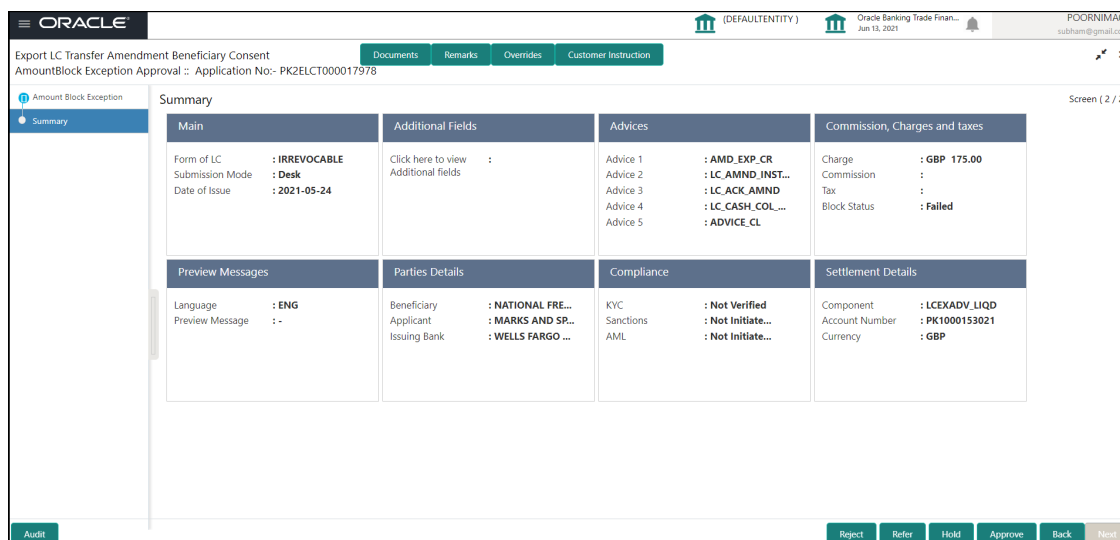 ORACLE
(DEFAULTENTITY )
Oracle Banking Trade Finan...
Jun 13, 2021
POORNIMA
subham@gmail.co
Export LC Transfer Amendment Beneficiary Consent
AmountBlock Exception Approval :: Application No:- PK2ELCT000017978
Documents Remarks Overrides Customer Instruction
Amount Block Exception
Summary
Summary
Screen ( 2 /
Main
Form of LC : IRREVOCABLE
Submission Mode : Desk
Date of Issue : 2021-05-24
Additional Fields
Click here to view :
Additional fields
Advices
Advice 1 : AMD_EXP_CR
Advice 2 : LC_AMND_INST...
Advice 3 : LC_ACK_AMND
Advice 4 : LC_CASH_COL_...
Advice 5 : ADVICE_CL
Commission, Charges and taxes
Charge : GBP 175.00
Commission :
Tax :
Block Status : Failed
Preview Messages
Language : ENG
Preview Message : -
Parties Details
Beneficiary : NATIONAL FRE...
Applicant : MARKS AND SP...
Issuing Bank : WELLS FARGO ...
Compliance
KYC : Not Verified
Sanctions : Not Initiate...
AML : Not Initiate...
Settlement Details
Component : LCEXADV_LIQD
Account Number : PK1000153021
Currency : GBP
Audit
Reject Refer Hold Approve Back Next